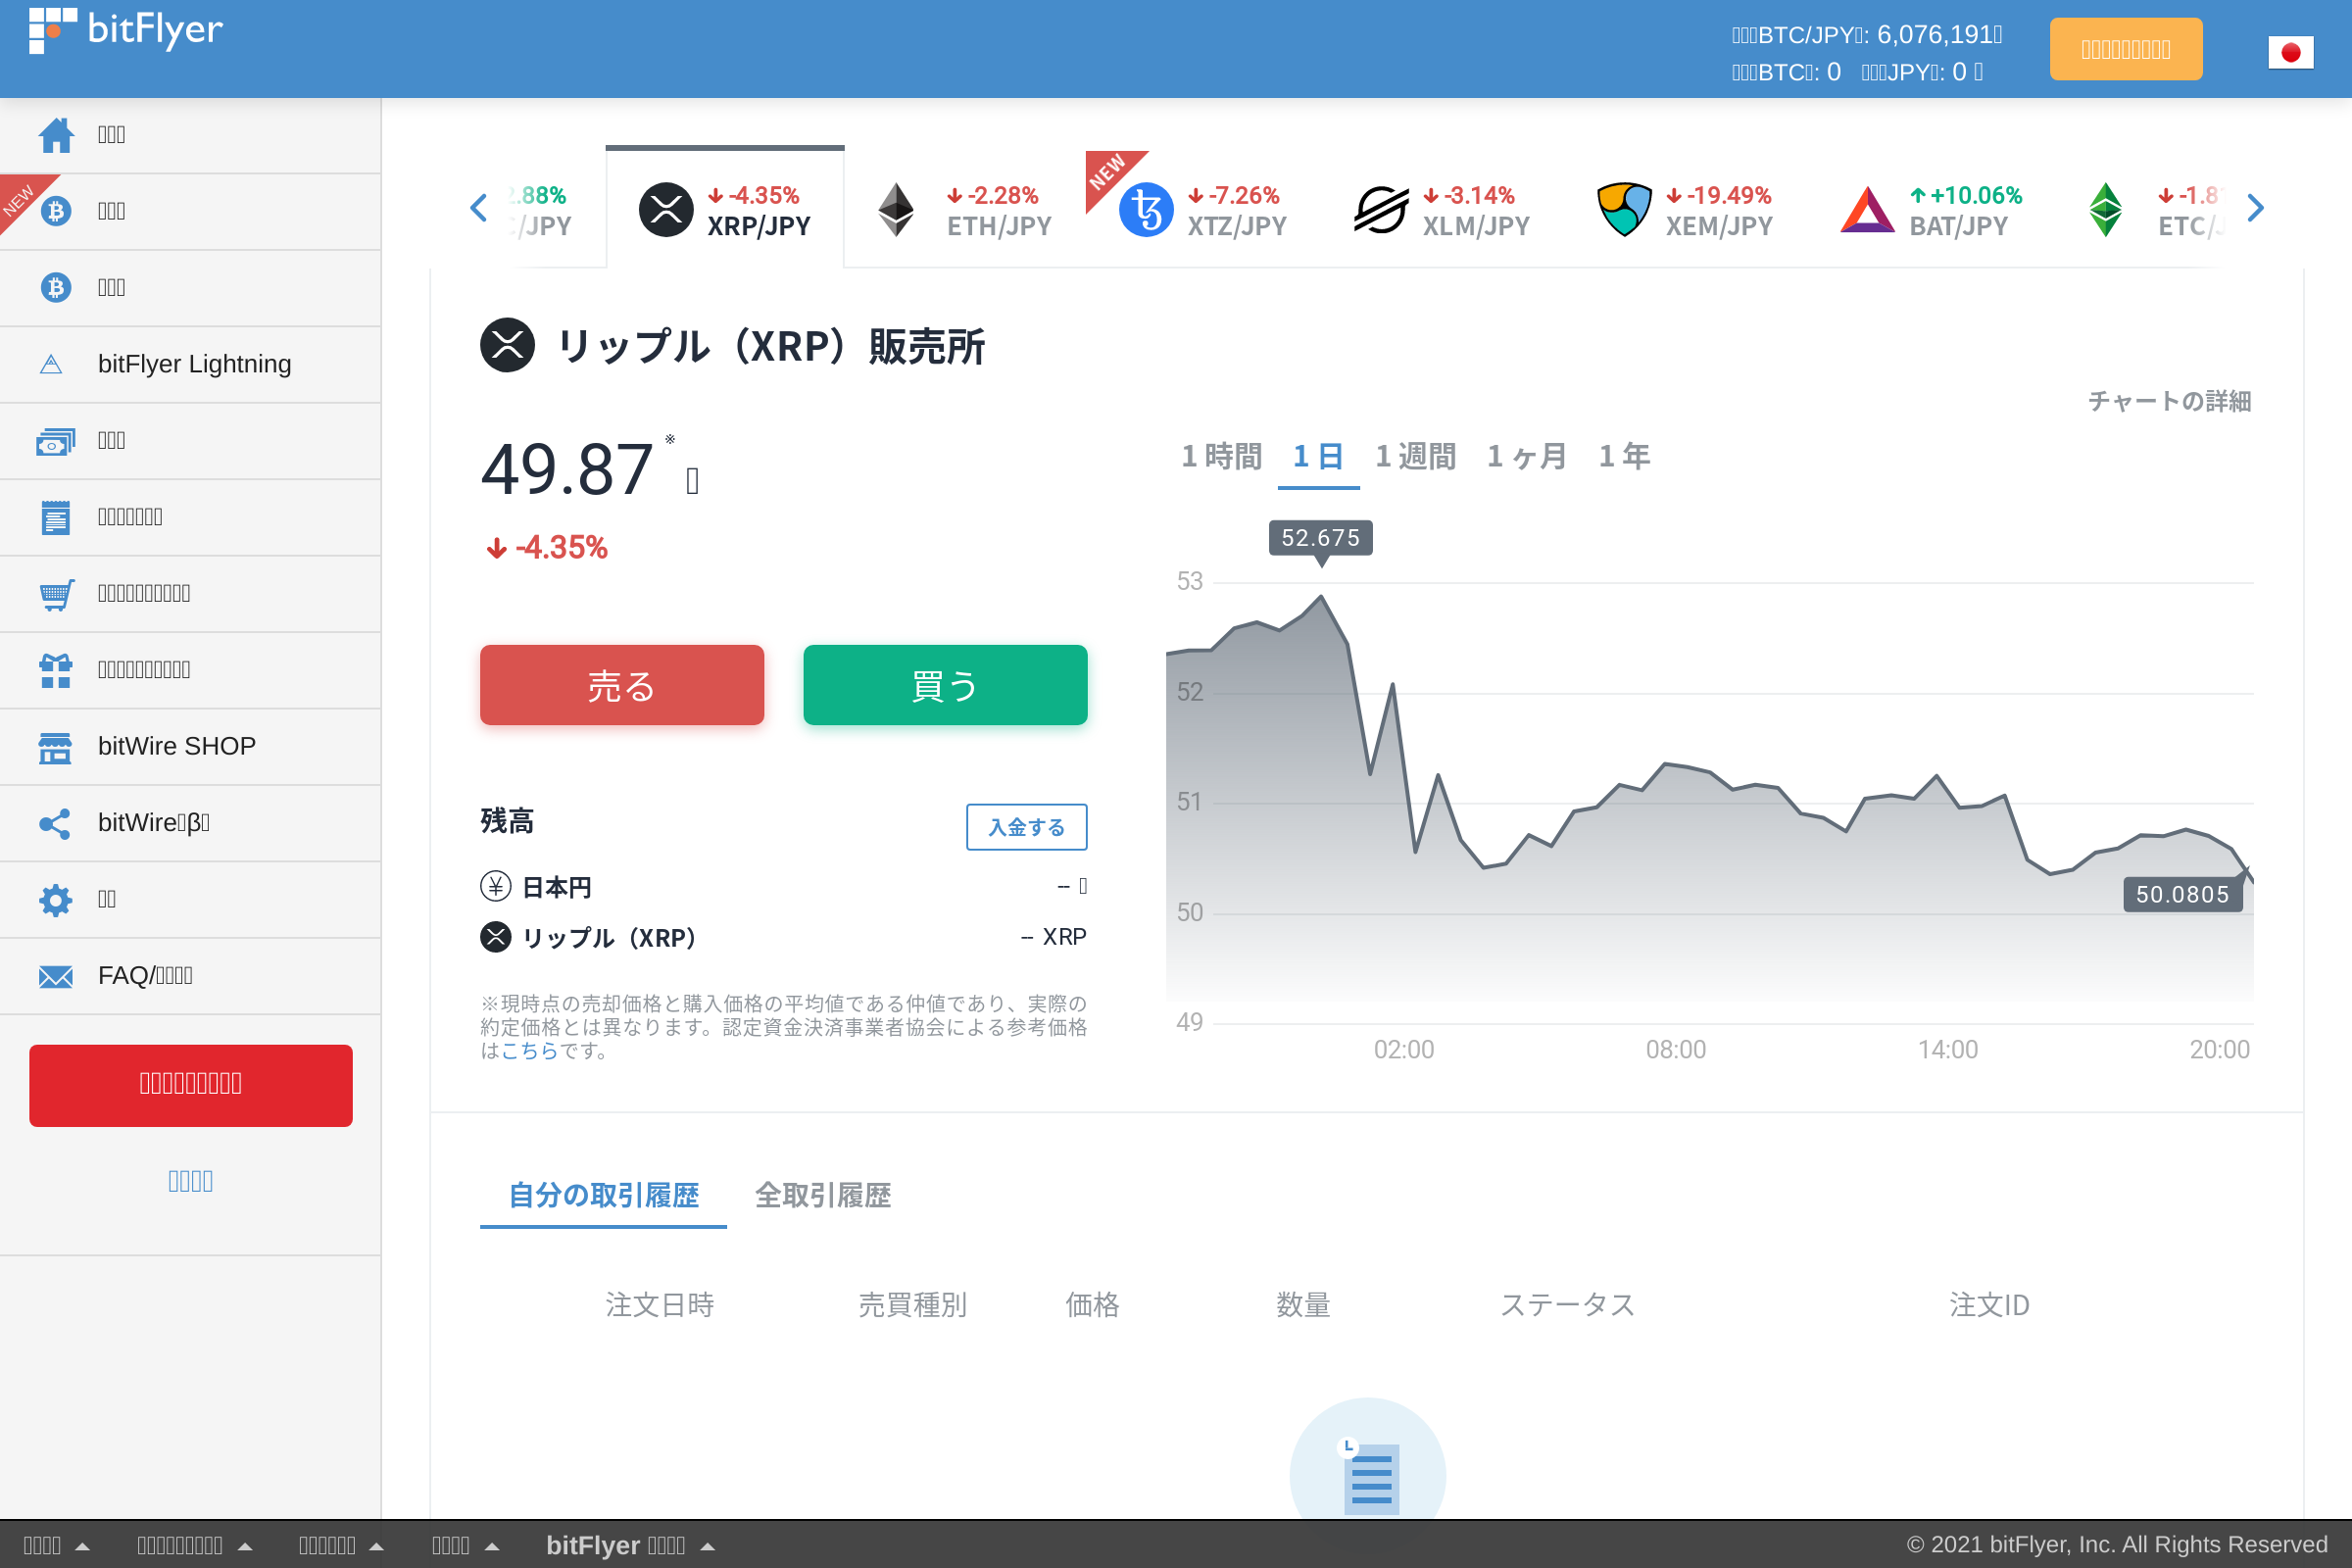 bitFlyer
BTC/JPY: 6,076,191
BTC: 0 JPY: 0
NEW
bitFlyer Lightning
bitWire SHOP
bitWire β
FAQ/
2.88%
/JPY
-4.35%
XRP/JPY
-2.28%
ETH/JPY
NEW
-7.26%
XTZ/JPY
-3.14%
XLM/JPY
-19.49%
XEM/JPY
+10.06%
BAT/JPY
-1.8
ETC/
リップル（XRP）販売所
チャートの詳細
49.87 ※
-4.35%
1 時間 1 日 1 週間 1 ヶ月 1 年
52.675
53
52
51
50
49
50.0805
02:00 08:00 14:00 20:00
売る 買う
残高 入金する
日本円 --
リップル（XRP） -- XRP
※現時点の売却価格と購入価格の平均値である仲値であり、実際の
約定価格とは異なります。認定資金決済事業者協会による参考価格
はこちらです。
自分の取引履歴 全取引履歴
注文日時 売買種別 価格 数量 ステータス 注文ID
bitFlyer
© 2021 bitFlyer, Inc. All Rights Reserved